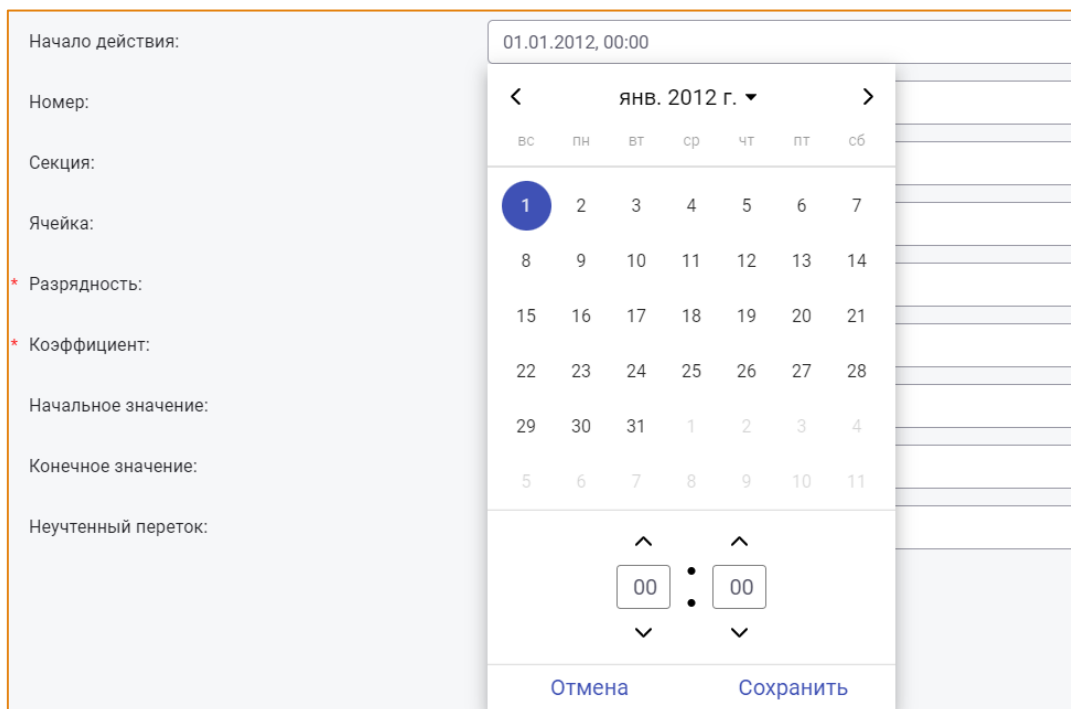 Начало действия:
01.01.2012, 00:00
янв. 2012 г.
вс пн вт ср чт пт сб
1 2 3 4 5 6 7
8 9 10 11 12 13 14
15 16 17 18 19 20 21
22 23 24 25 26 27 28
29 30 31 1 2 3 4
5 6 7 8 9 10 11
00 : 00
Отмена Сохранить
Номер:
Секция:
Ячейка:
* Разрядность:
* Коэффициент:
Начальное значение:
Конечное значение:
Неучтенный переток: